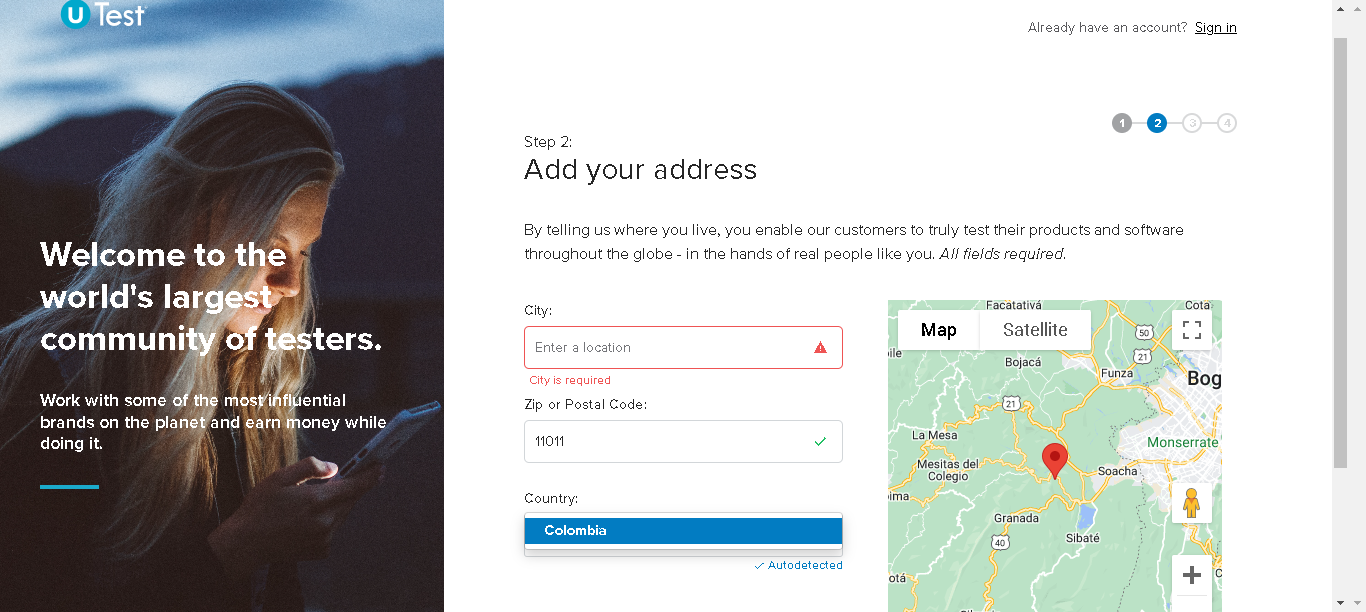 U Test
Already have an account? Sign in
1 2 3 4
Step 2:
Add your address
By telling us where you live, you enable our customers to truly test their products and software
throughout the globe - in the hands of real people like you. All fields required.
Welcome to the
world's largest
community of testers.
Work with some of the most influential
brands on the planet and earn money while
doing it.
City:
Enter a location
City is required
Zip or Postal Code:
11011
Country:
Colombia
Autodetected
Facatativá
Cota
Map
Satellite
50
21
Bojacá
Funza
Bog
21
La Mesa
Monserrate
Mesitas del
Colegio
Soacha
Granada
40
Sibaté